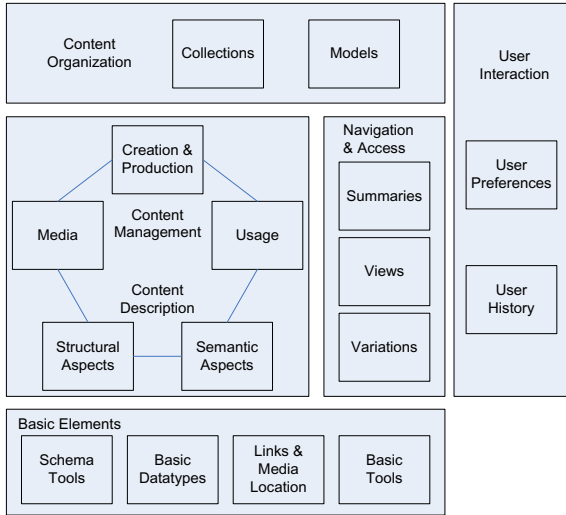 Content
Organization
Collections
Models
User
Interaction
User
Preferences
User
History
Creation &
Production
Media
Content
Management
Usage
Content
Description
Structural
Aspects
Semantic
Aspects
Navigation
& Access
Summaries
Views
Variations
Basic Elements
Schema
Tools
Basic
Datatypes
Links &
Media
Location
Basic
Tools